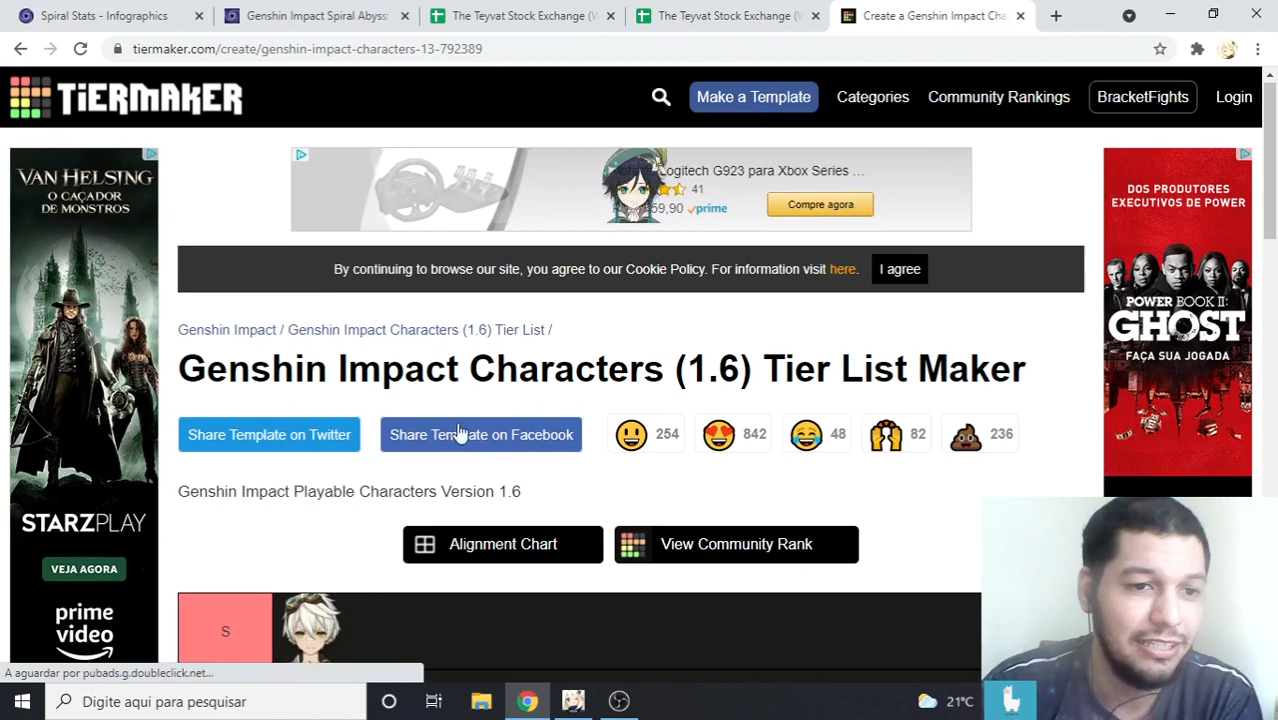 Spiral Stats - Infographics
Genshin Impact Spiral Abyss:
The Teyvat Stock Exchange (W
The Teyvat Stock Exchange (W
Create a Genshin Impact Cha
tiermaker.com/create/genshin-impact-characters-13-792389
TiERMAKER
Make a Template
Categories
Community Rankings
BracketFights
Login
VAN HELSING
O CAÇADOR
DE MONSTROS
STARZPLAY
VEJA AGORA
prime
video
Logitech G923 para Xbox Series ...
41
59,90 prime
Compre agora
DOS PRODUTORES
EXECUTIVOS DE POWER
POWER BOOK II:
GHOST
FAÇA SUA JOGADA
By continuing to browse our site, you agree to our Cookie Policy. For information visit here.
I agree
Genshin Impact / Genshin Impact Characters (1.6) Tier List /
Genshin Impact Characters (1.6) Tier List Maker
Share Template on Twitter
Share Template on Facebook
254
842
48
82
236
Genshin Impact Playable Characters Version 1.6
Alignment Chart
View Community Rank
S
A aguardar por pubads.g.doubleclick.net...
Digite aqui para pesquisar
21°C